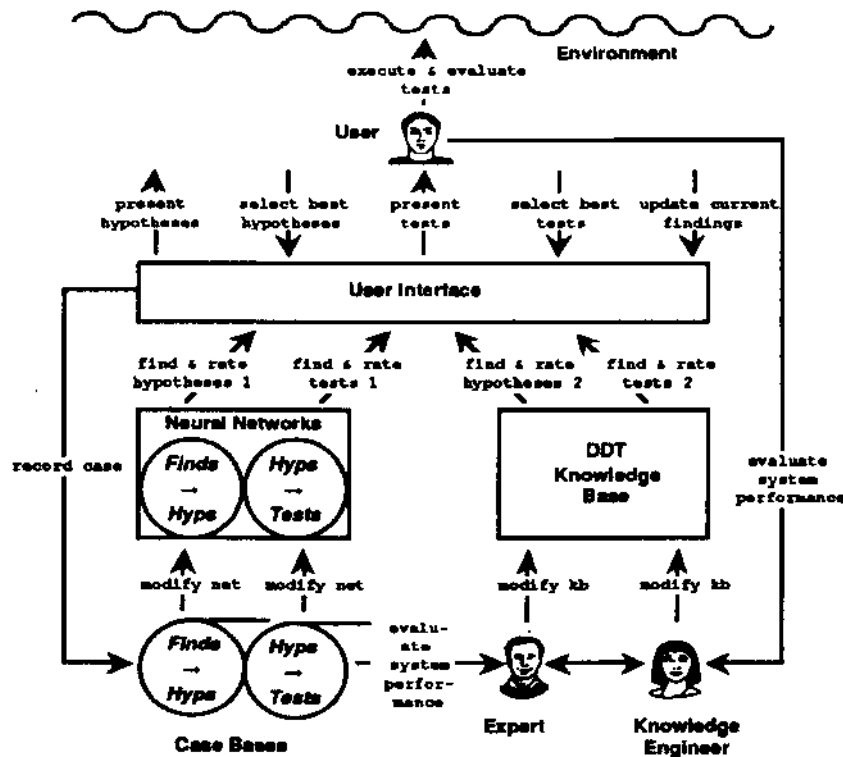 Environment
execute & evaluate
tests
User
present
hypotheses
select best
hypotheses
present
tests
select best
tests
update current
findings
User Interface
find & rate
hypotheses 1
find & rate
tests 1
find & rate
hypotheses 2
find & rate
tests 2
Neural Networks
Finds
→
Hyps
Hyps
→
Tests
DDT
Knowledge
Base
record case
evaluate
system
performance
modify net
modify net
modify kb
modify kb
Finds
→
Hyps
Hyps
→
Tests
evalu-
ate
system
perfor-
mance
Case Bases
Expert
Knowledge
Engineer